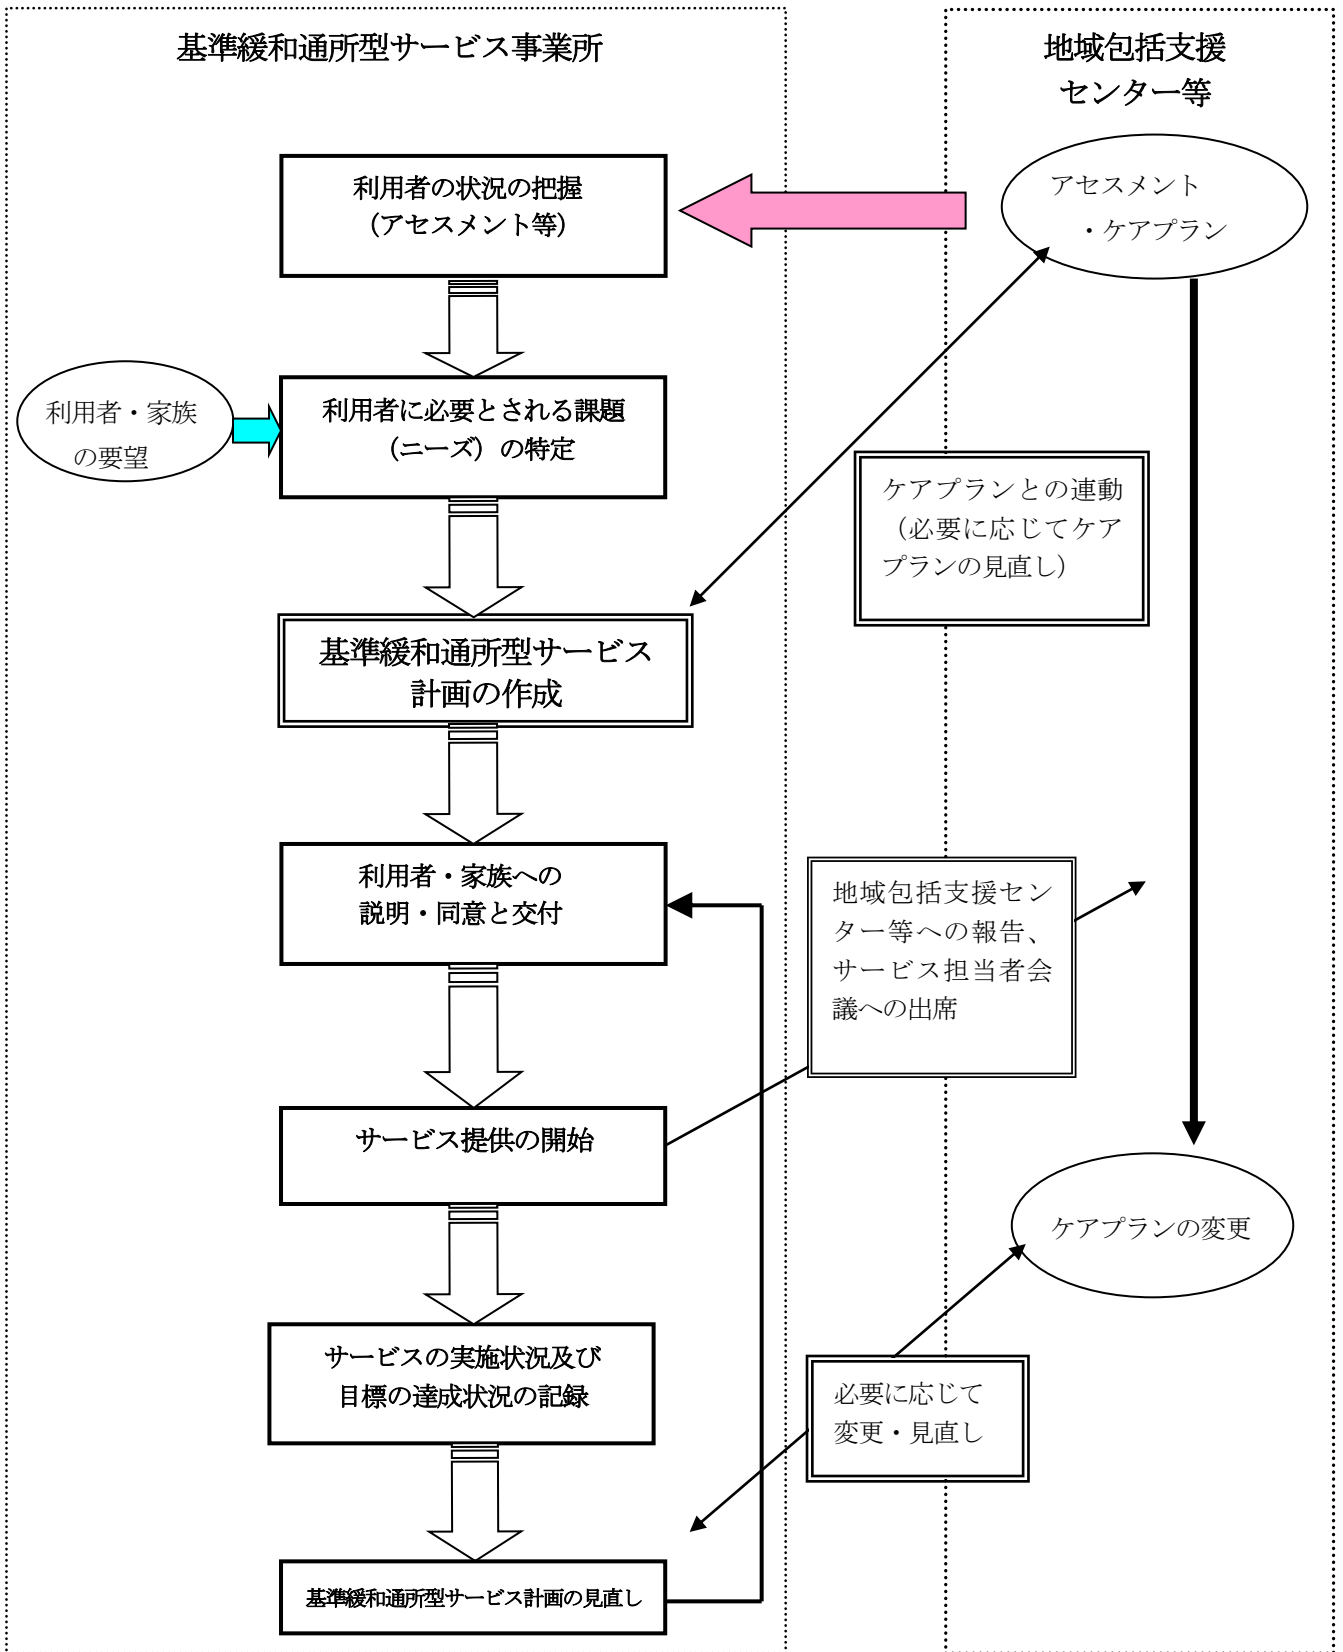 基準緩和通所型サービス事業所
地域包括支援
センター等
利用者の状況の把握
（アセスメント等）
アセスメント
・ケアプラン
利用者・家族
の要望
利用者に必要とされる課題
（ニーズ）の特定
ケアプランとの連動
（必要に応じてケア
プランの見直し）
基準緩和通所型サービス
計画の作成
利用者・家族への
説明・同意と交付
地域包括支援セン
ター等への報告、
サービス担当者会
議への出席
サービス提供の開始
ケアプランの変更
サービスの実施状況及び
目標の達成状況の記録
必要に応じて
変更・見直し
基準緩和通所型サービス計画の見直し